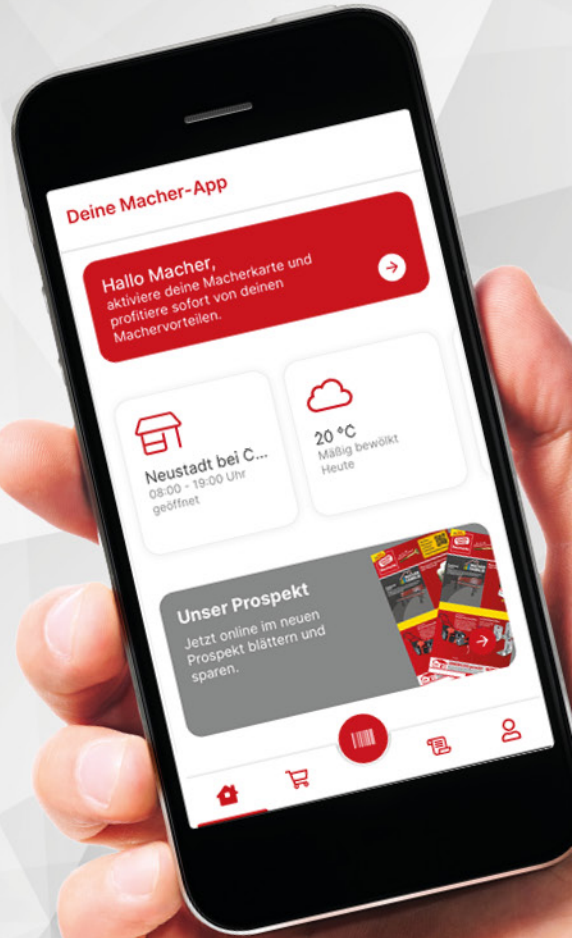 Deine Macher-App
Hallo Macher,
aktiviere deine Macherkarte und
profitiere sofort von deinen
Machervorteilen.
Neustadt bei C...
08:00 - 19:00 Uhr
geöffnet
20 °C
Mäßig bewölkt
Heute
Unser Prospekt
Jetzt online im neuen
Prospekt blättern und
sparen.